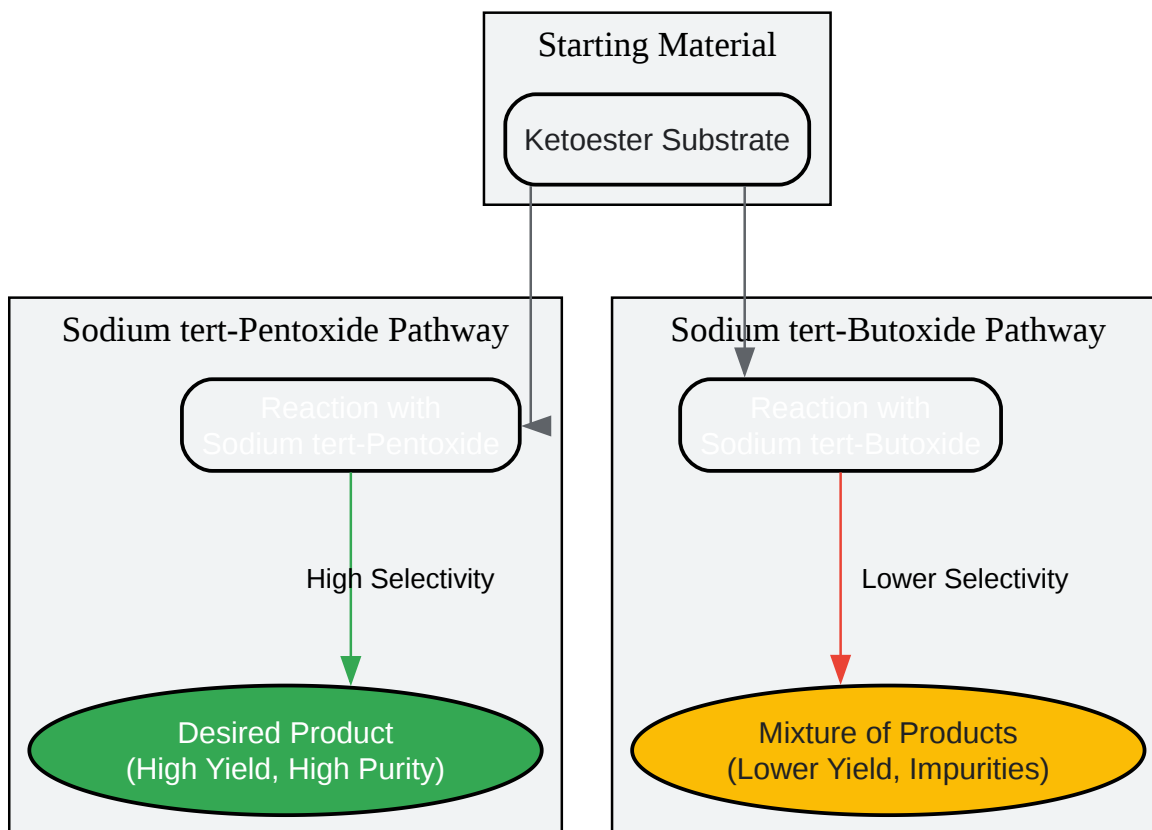 Starting Material
Ketoester Substrate
Sodium tert-Pentoxide Pathway
Reaction with
Sodium tert-Pentoxide
High Selectivity
Desired Product
(High Yield, High Purity)
Sodium tert-Butoxide Pathway
Reaction with
Sodium tert-Butoxide
Lower Selectivity
Mixture of Products
(Lower Yield, Impurities)